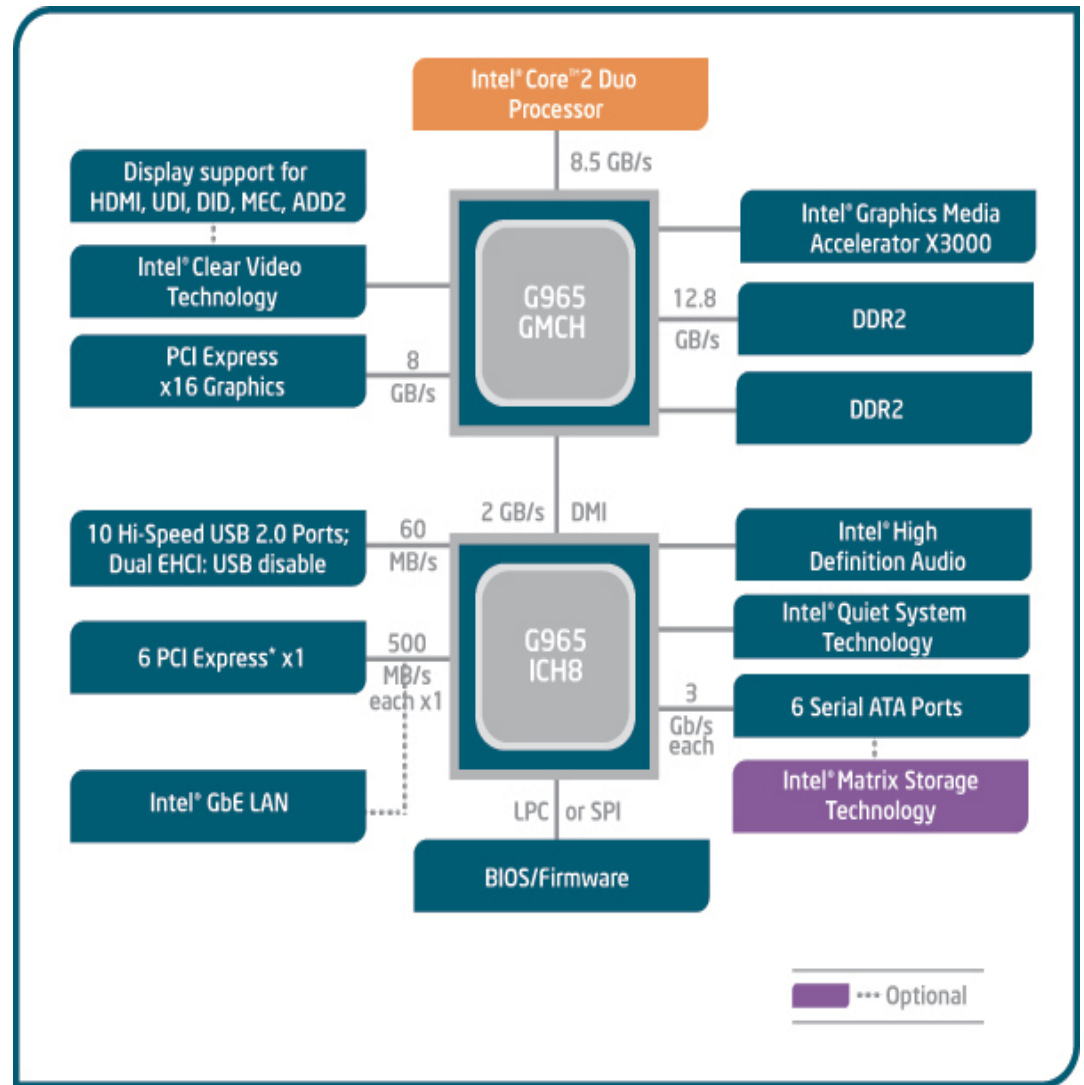 Intel® Core™2 Duo
Processor
8.5 GB/s
Display support for
HDMI, UDI, DID, MEC, ADD2
Intel® Clear Video
Technology
PCI Express
x16 Graphics
8
GB/s
G965
GMCH
Intel® Graphics Media
Accelerator X3000
12.8
GB/s
DDR2
DDR2
2 GB/s DMI
10 Hi-Speed USB 2.0 Ports;
Dual EHCI: USB disable
60
MB/s
6 PCI Express* x1
500
MB/s
each x1
Intel® GbE LAN
G965
ICH8
Intel® High
Definition Audio
Intel® Quiet System
Technology
3
Gb/s
each
6 Serial ATA Ports
Intel® Matrix Storage
Technology
LPC or SPI
BIOS/Firmware
Optional